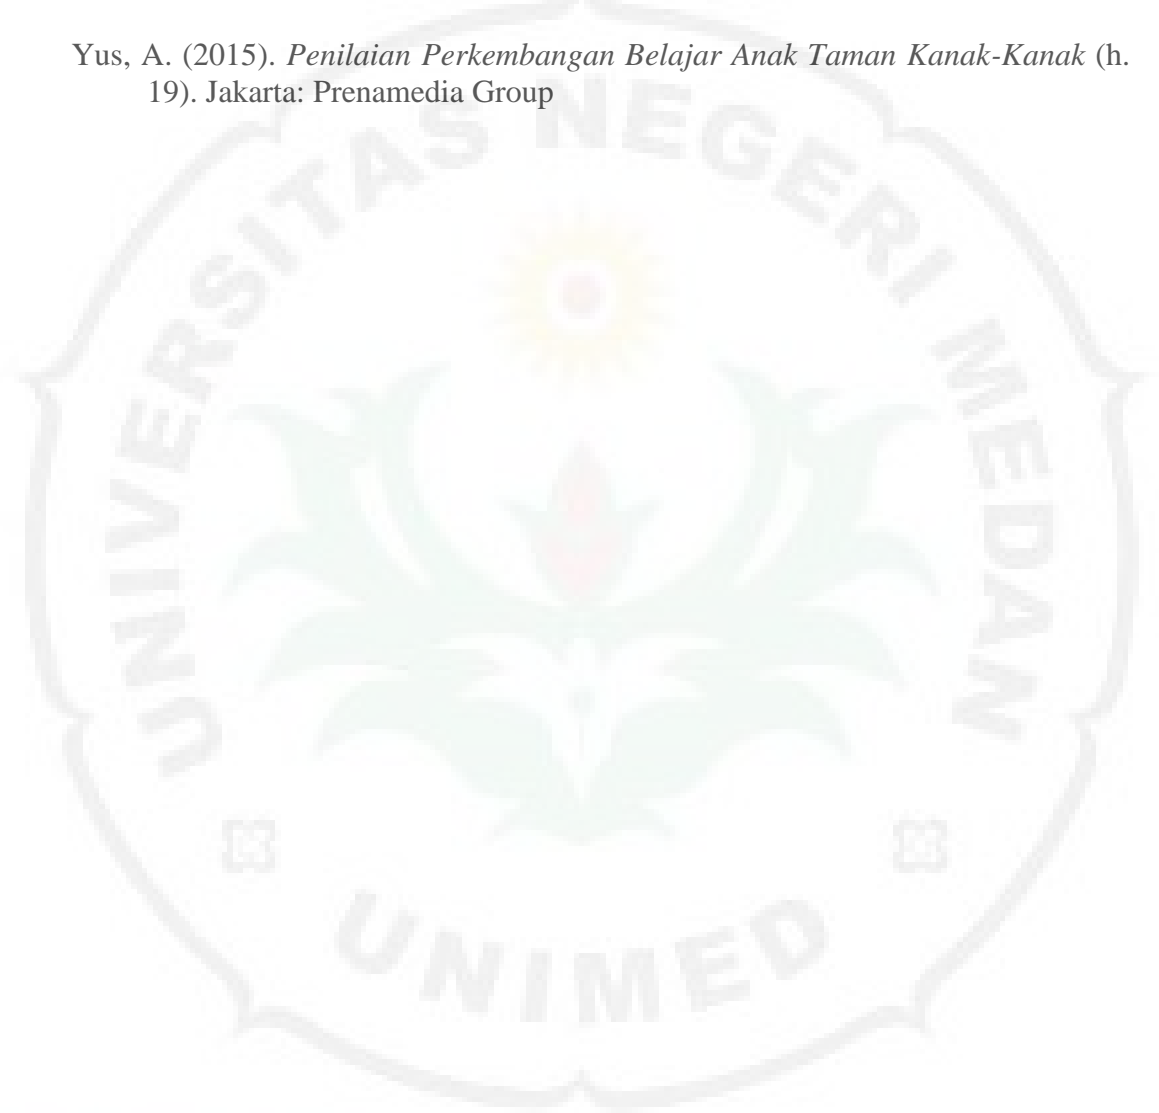 Yus, A. (2015). Penilaian Perkembangan Belajar Anak Taman Kanak-Kanak (h.
19). Jakarta: Prenamedia Group
UNIVERSITAS NEGERI MEDAN
UNIMED